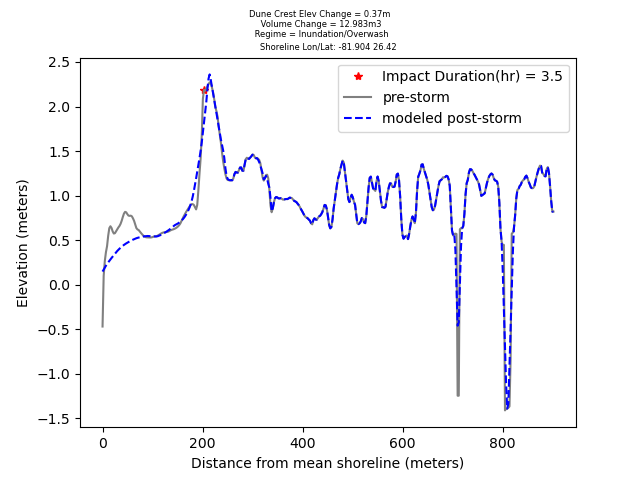 Dune Crest Elev Change = 0.37m
Volume Change = 12.983m3
Regime = Inundation/Overwash
Shoreline Lon/Lat: -81.904 26.42
Impact Duration(hr) = 3.5
pre-storm
modeled post-storm
Elevation (meters)
2.5
2.0
1.5
1.0
0.5
0.0
−0.5
−1.0
−1.5
0 200 400 600 800
Distance from mean shoreline (meters)